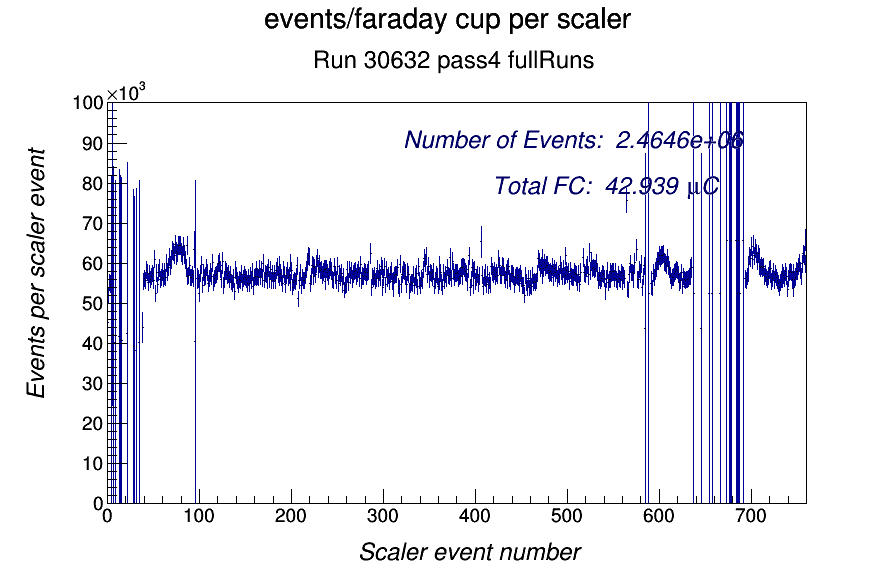 events/faraday cup per scaler
Run 30632 pass4 fullRuns
×10³
100
90
80
70
60
50
40
30
20
10
0
Events per scaler event
Number of Events: 2.4646e+06
Total FC: 42.939 μC
0 100 200 300 400 500 600 700
Scaler event number